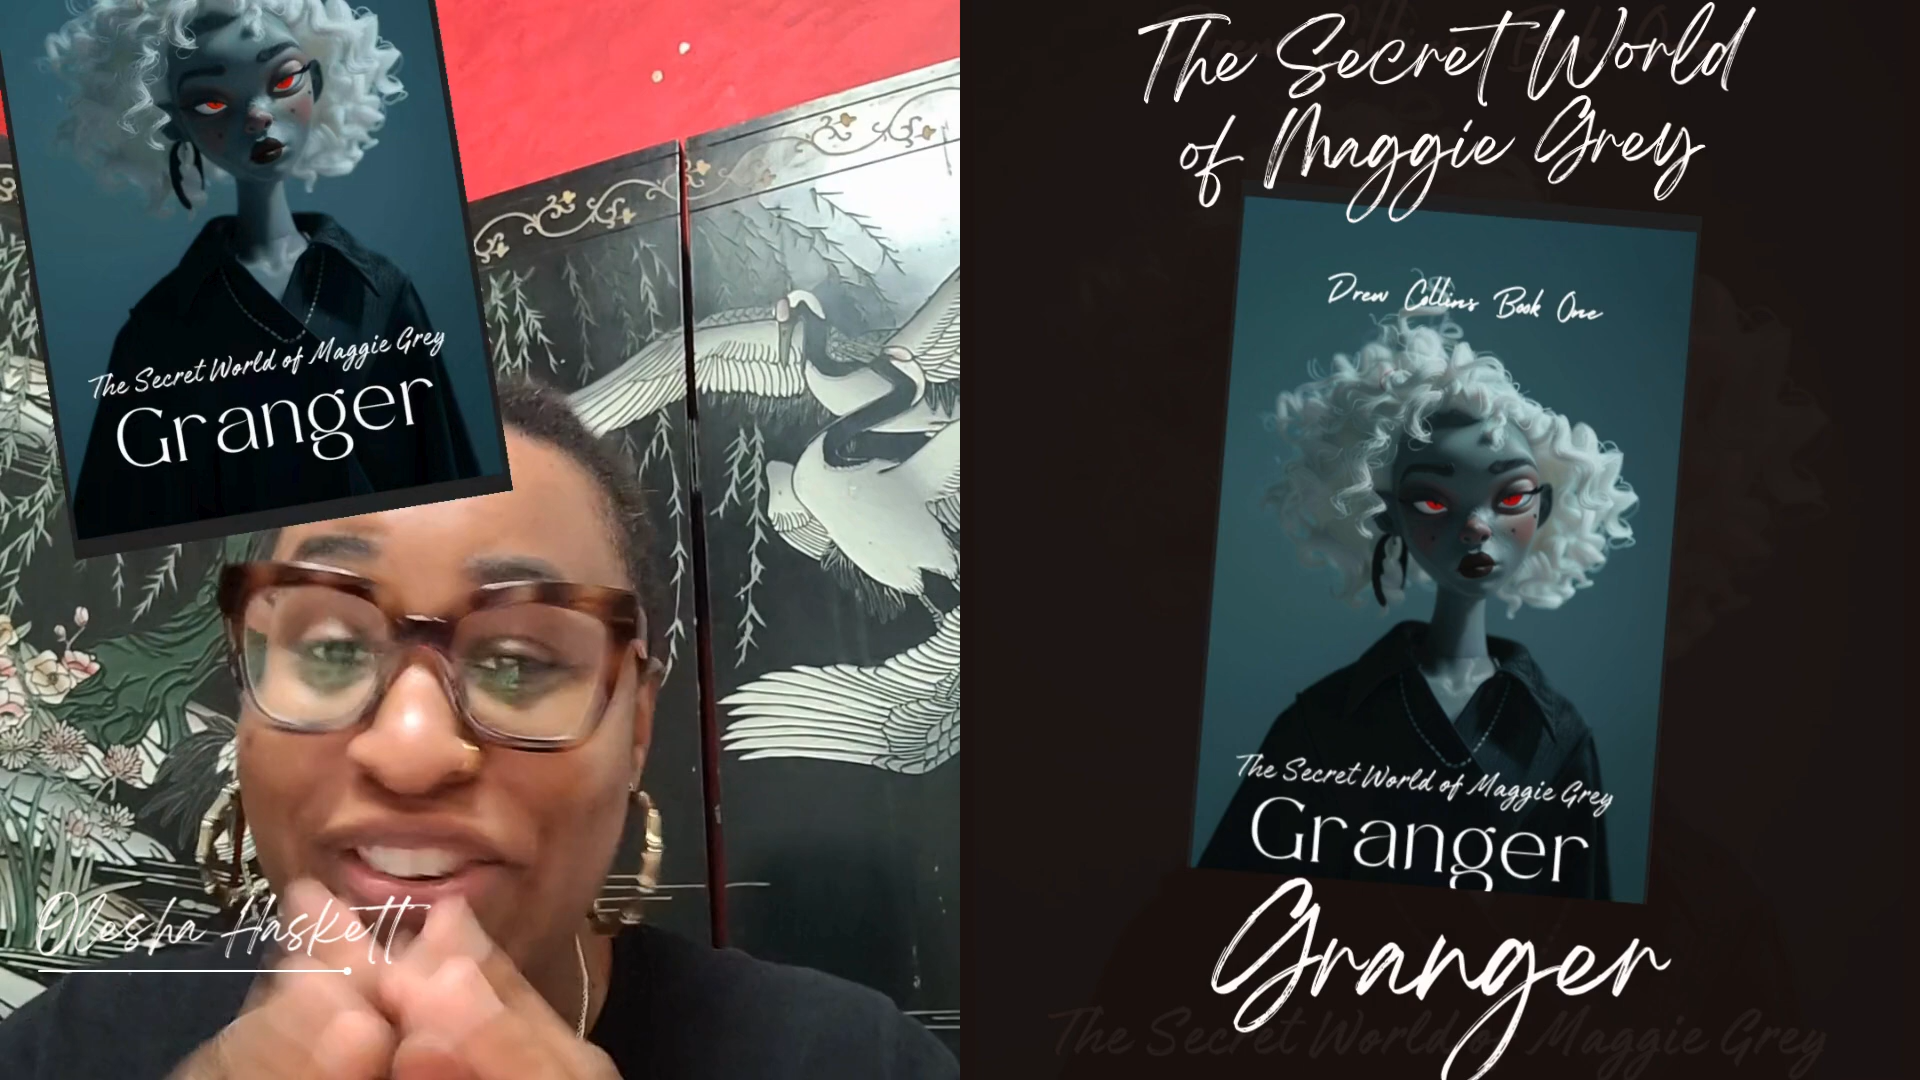 The Secret World of Maggie Grey
Granger
Olesha Haskett
The Secret World
of Maggie Grey
Drew Collins Book One
The Secret World of Maggie Grey
Granger
Granger
The Secret World of Maggie Grey